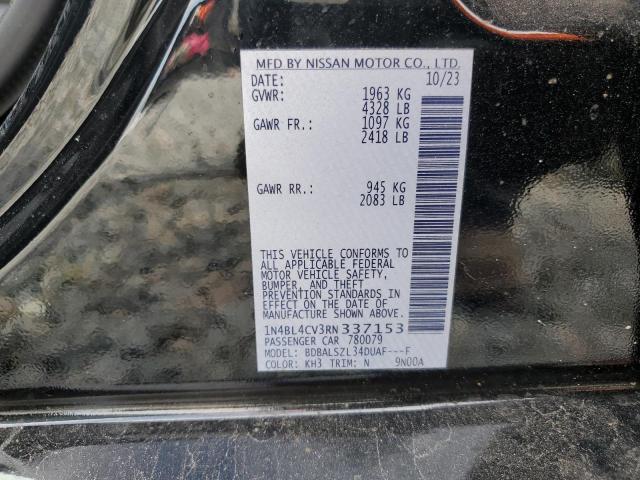 MFD BY NISSAN MOTOR CO., LTD.
DATE: 10/23
GVWR: 1963 KG
4328 LB
GAWR FR.: 1097 KG
2418 LB
GAWR RR.: 945 KG
2083 LB
THIS VEHICLE CONFORMS TO
ALL APPLICABLE FEDERAL
MOTOR VEHICLE SAFETY,
BUMPER, AND THEFT
PREVENTION STANDARDS IN
EFFECT ON THE DATE OF
MANUFACTURE SHOWN ABOVE.
1N4BL4CV3RN337153
PASSENGER CAR 780079
MODEL: BDBALSZL34DUAF---F
COLOR: KH3 TRIM: N 9N00A